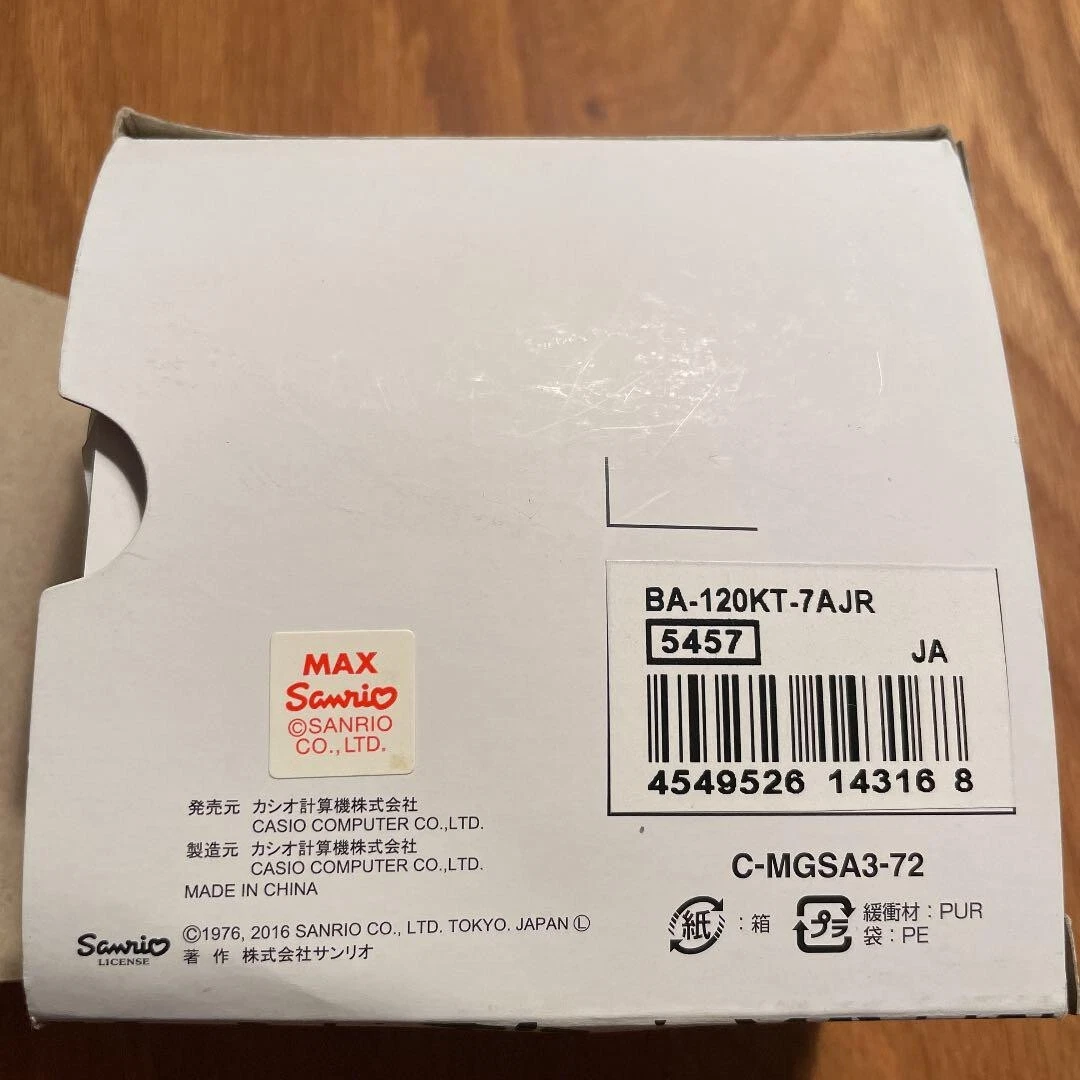 BA-120KT-7AJR
5457
JA
4549526 14316 8
MAX
Sanrio
©SANRIO
CO.,LTD.
発売元 カシオ計算機株式会社
CASIO COMPUTER CO.,LTD.
製造元 カシオ計算機株式会社
CASIO COMPUTER CO.,LTD.
MADE IN CHINA
C-MGSA3-72
紙 : 箱
プラ 緩衝材 : PUR
袋 : PE
Sanrio
LICENSE
©1976, 2016 SANRIO CO., LTD. TOKYO. JAPAN Ⓛ
著 作 株式会社サンリオ